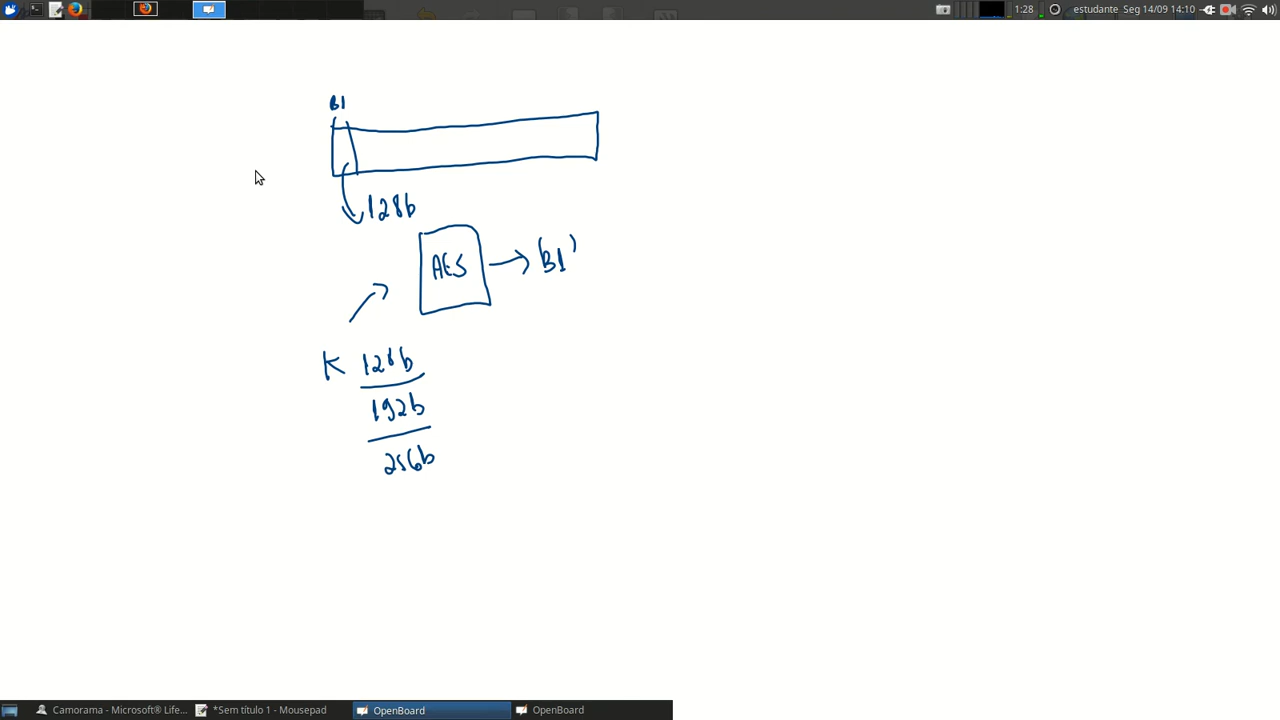 1:28
estudante Seg 14/09 14:10
B1
128b
AES
B1'
K 128b
192b
256b
Camorama - Microsoft® Life...
*Sem título 1 - Mousepad
OpenBoard
OpenBoard